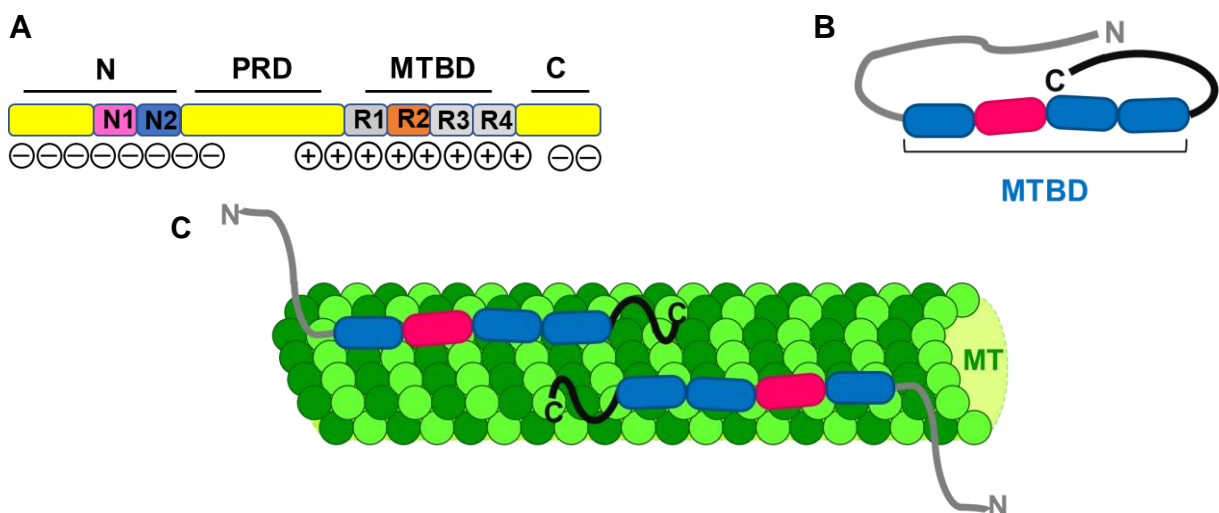 A
N PRD MTBD C
N1 N2 R1 R2 R3 R4
− − − − − − − − + + + + + + + + − −
B
N
C
MTBD
C
N
C
MT
C
N